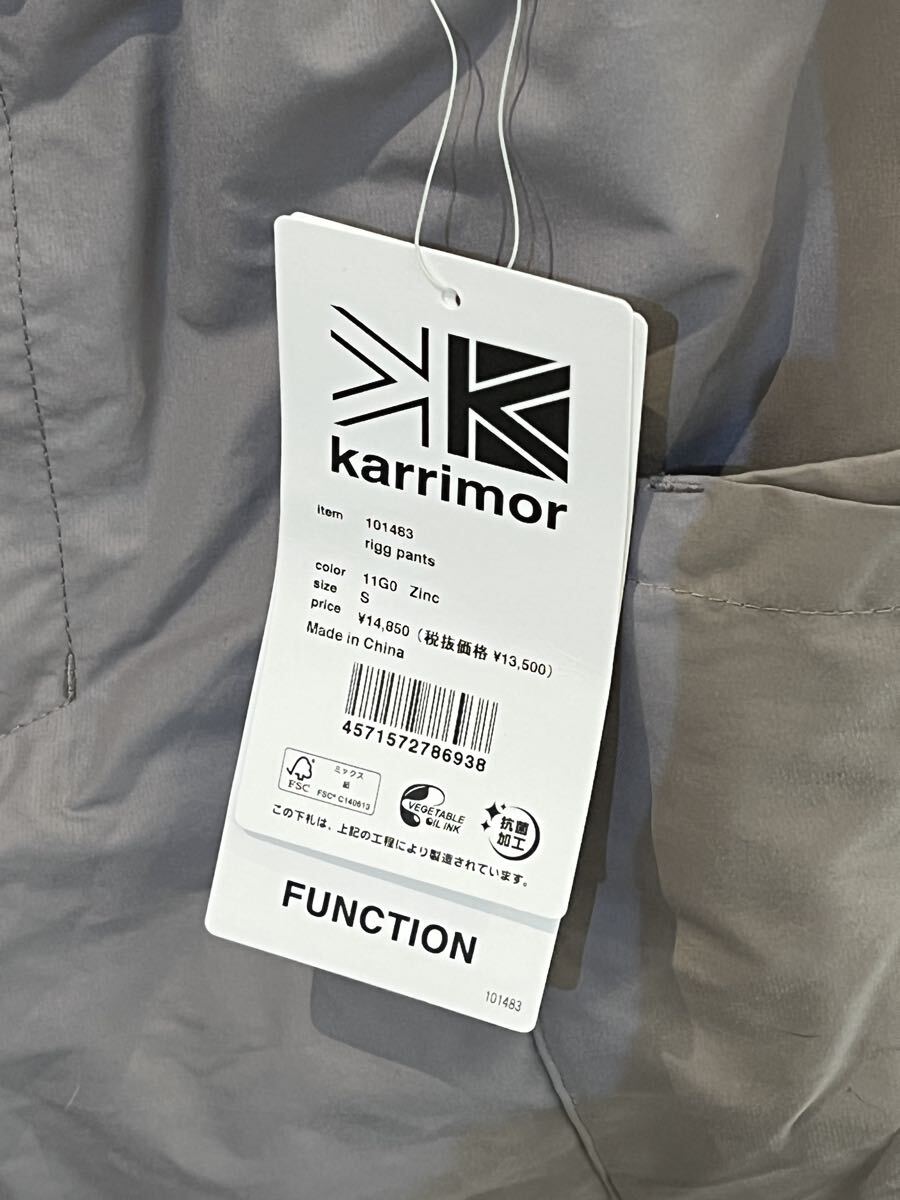 karrimor
item 101483
rigg pants
color 11G0 Zinc
size S
price ¥14,850 (税抜価格 ¥13,500)
Made in China
4571572786938
FSC
ミックス
紙
FSC® C140613
VEGETABLE
OIL INK
抗菌
加工
この下札は、上記の工程により製造されています。
FUNCTION
101483